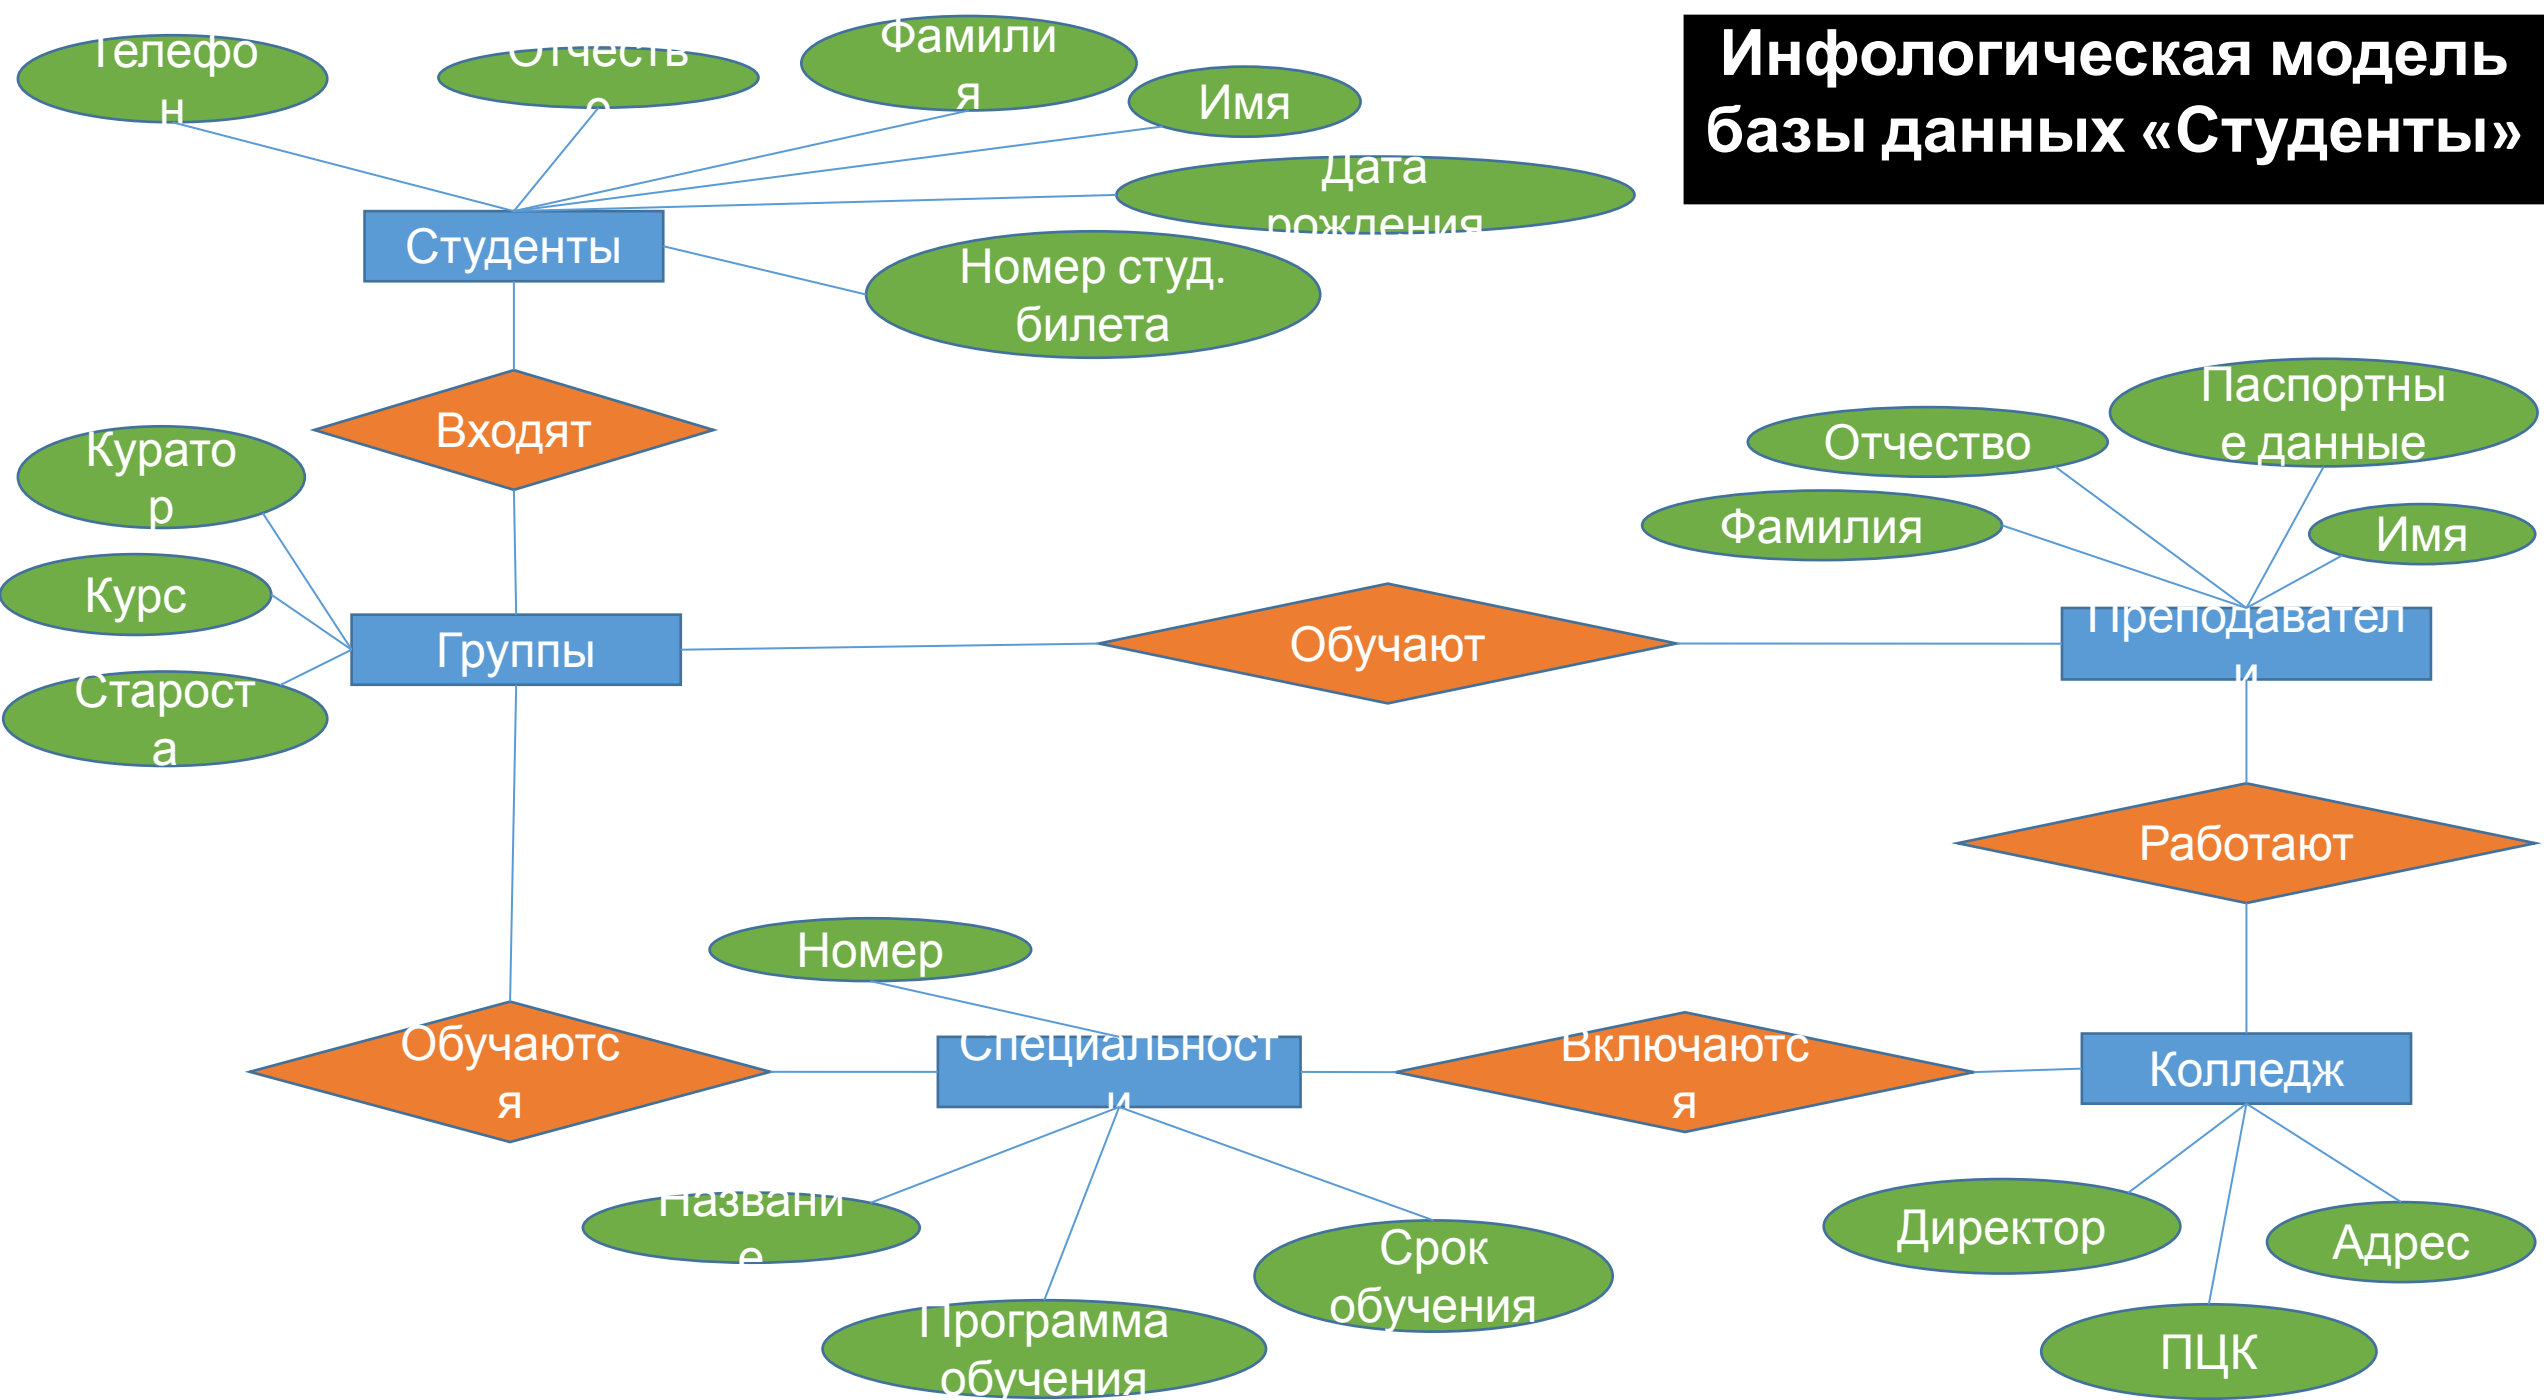 Инфологическая модель
базы данных «Студенты»
Телефо
н
Отчеств
о
Фамили
я
Имя
Дата
рождения
Студенты
Номер студ.
билета
Входят
Паспортны
е данные
Отчество
Фамилия
Имя
Курато
р
Курс
Группы
Обучают
Преподавател
и
Старост
а
Работают
Номер
Обучаютс
я
Специальност
и
Включаютс
я
Колледж
Названи
е
Программа
обучения
Срок
обучения
Директор
Адрес
ПЦК